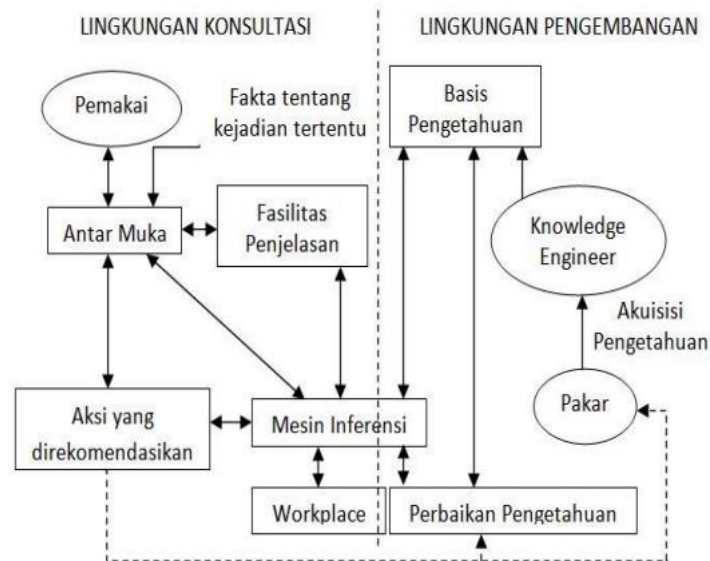 LINGKUNGAN KONSULTASI
LINGKUNGAN PENGEMBANGAN
Pemakai
Fakta tentang
kejadian tertentu
Basis
Pengetahuan
Antar Muka
Fasilitas
Penjelasan
Knowledge
Engineer
Akuisisi
Pengetahuan
Aksi yang
direkomendasikan
Mesin Inferensi
Pakar
Workplace
Perbaikan Pengetahuan